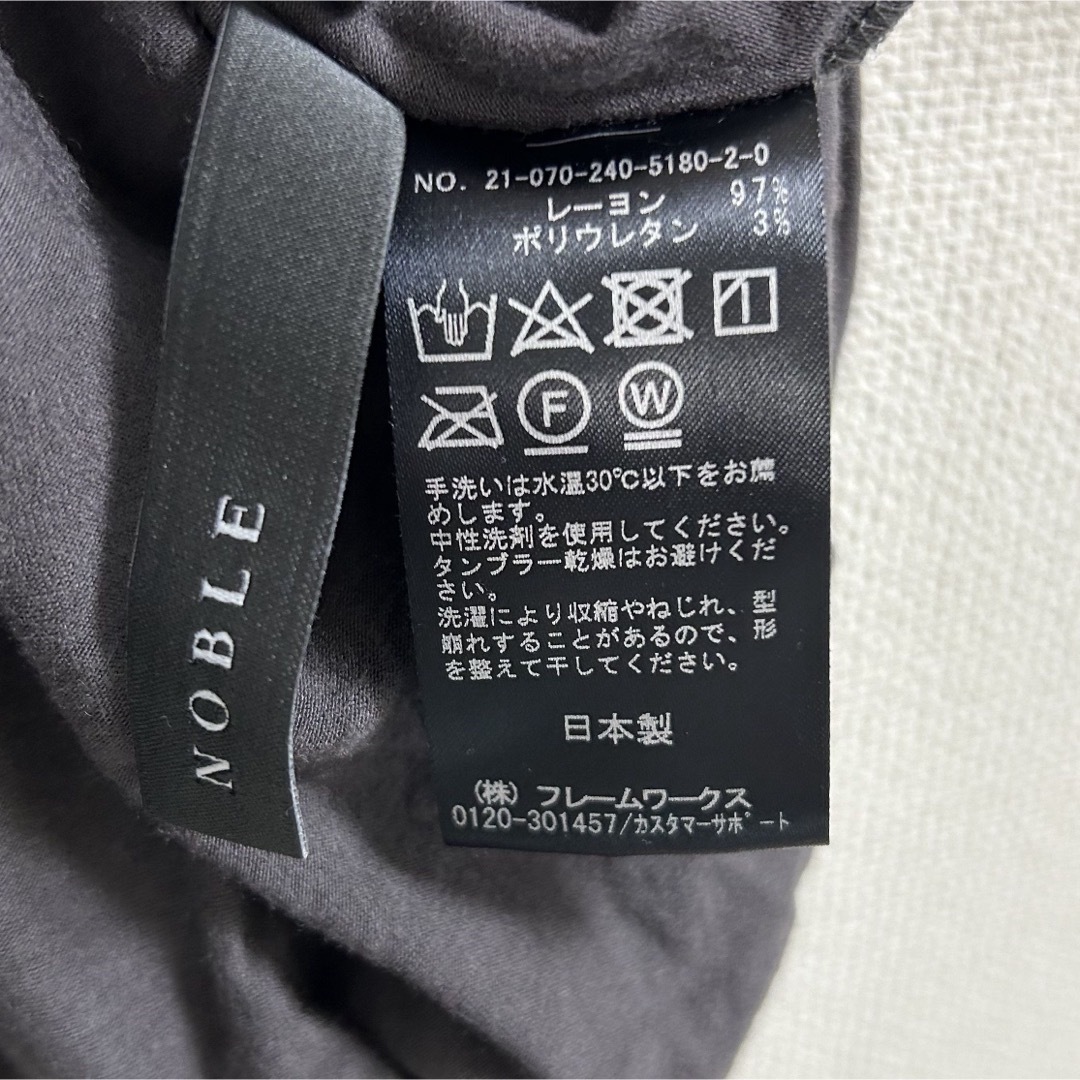 NOBLE
NO. 21-070-240-5180-2-0
レーヨン 97%
ポリウレタン 3%
F
W
手洗いは水温30℃以下をお薦
めします。
中性洗剤を使用してください。
タンブラー乾燥はお避けくだ
さい。
洗濯により収縮やねじれ、型
崩れすることがあるので、形
を整えて干してください。
日本製
(株) フレームワークス
0120-301457/カスタマーサポート